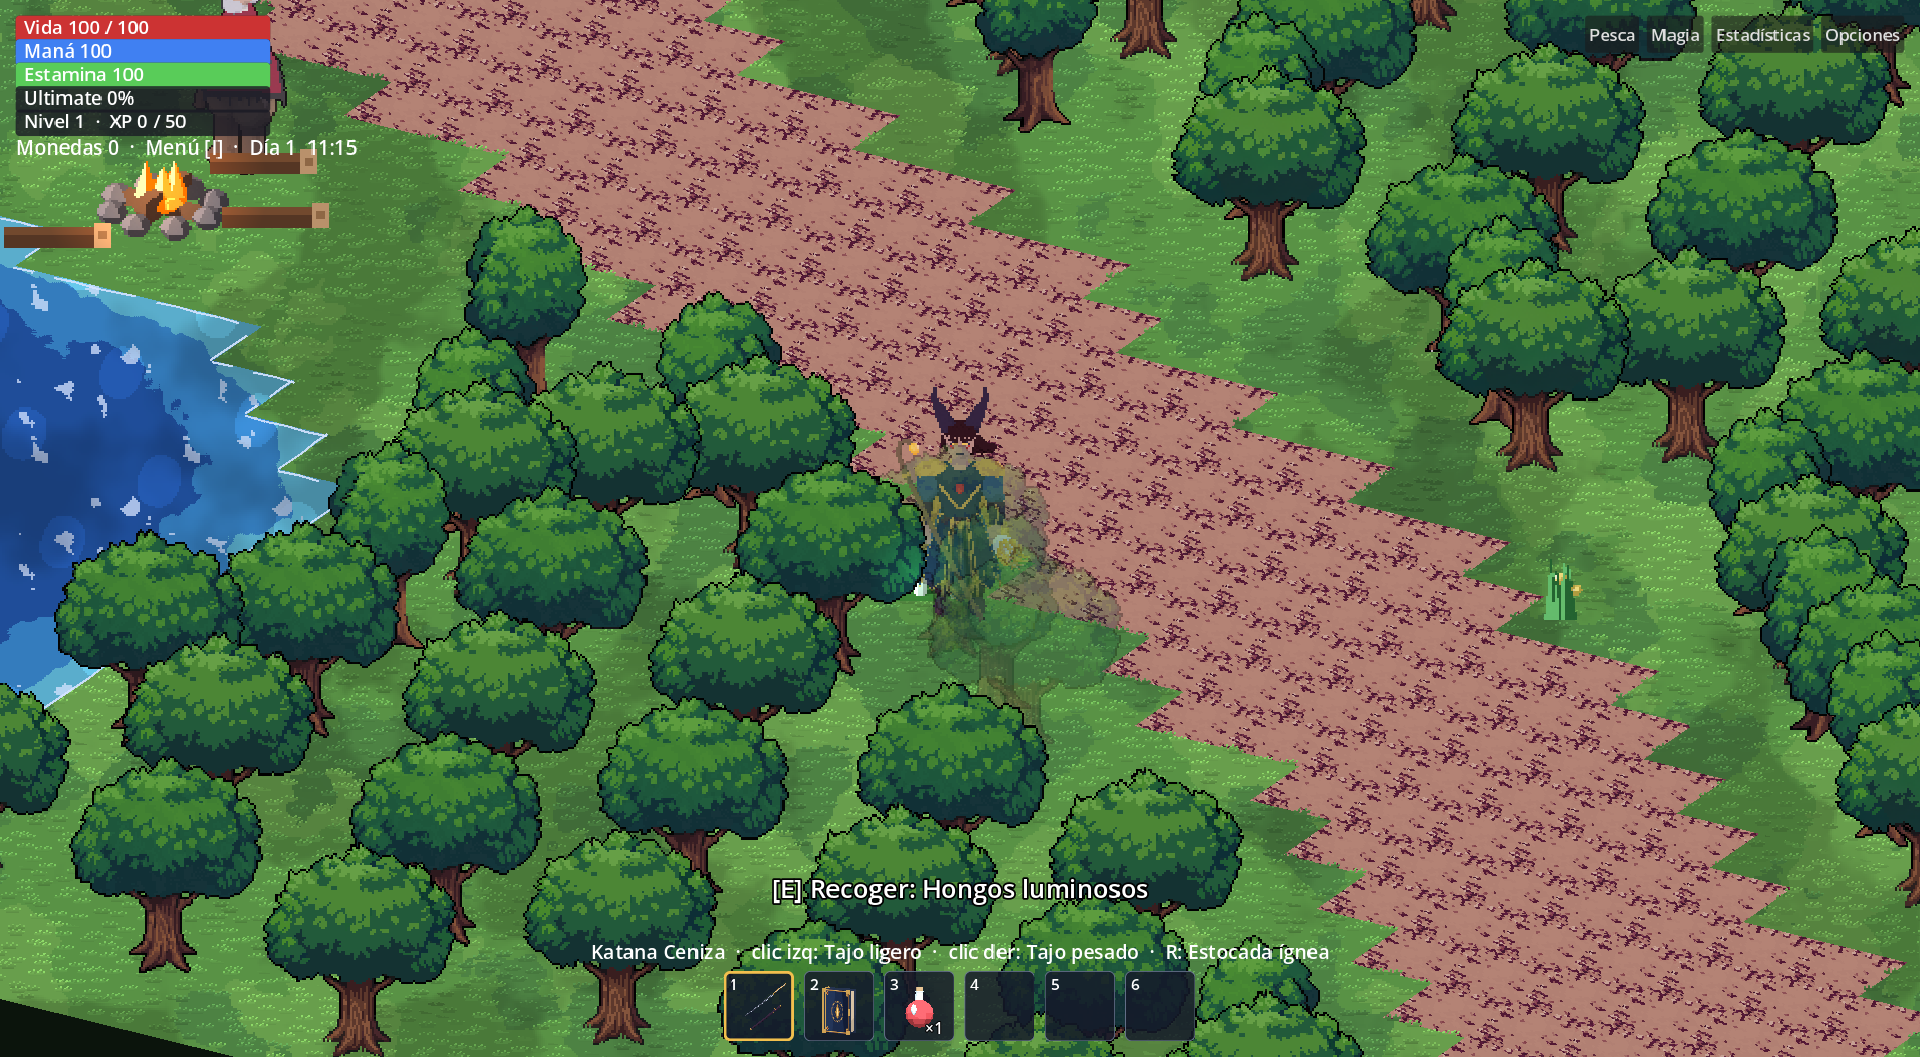 Vida 100 / 100
Maná 100
Estamina 100
Ultimate 0%
Nivel 1 · XP 0 / 50
Monedas 0 · Menú [I] · Día 1 11:15
Pesca Magia Estadísticas Opciones
[E] Recoger: Hongos luminosos
Katana Ceniza · clic izq: Tajo ligero · clic der: Tajo pesado · R: Estocada ígnea
1 2 3 4 5 6
×1